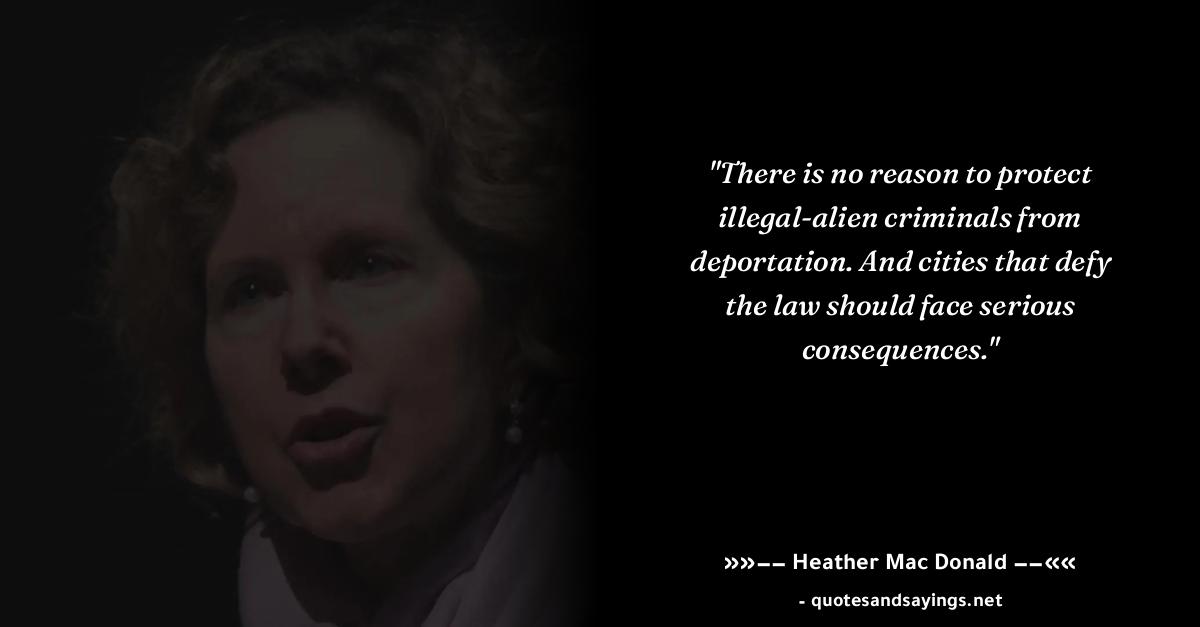 "There is no reason to protect
illegal-alien criminals from
deportation. And cities that defy
the law should face serious
consequences."
»»–– Heather Mac Donald ––««
- quotesandsayings.net